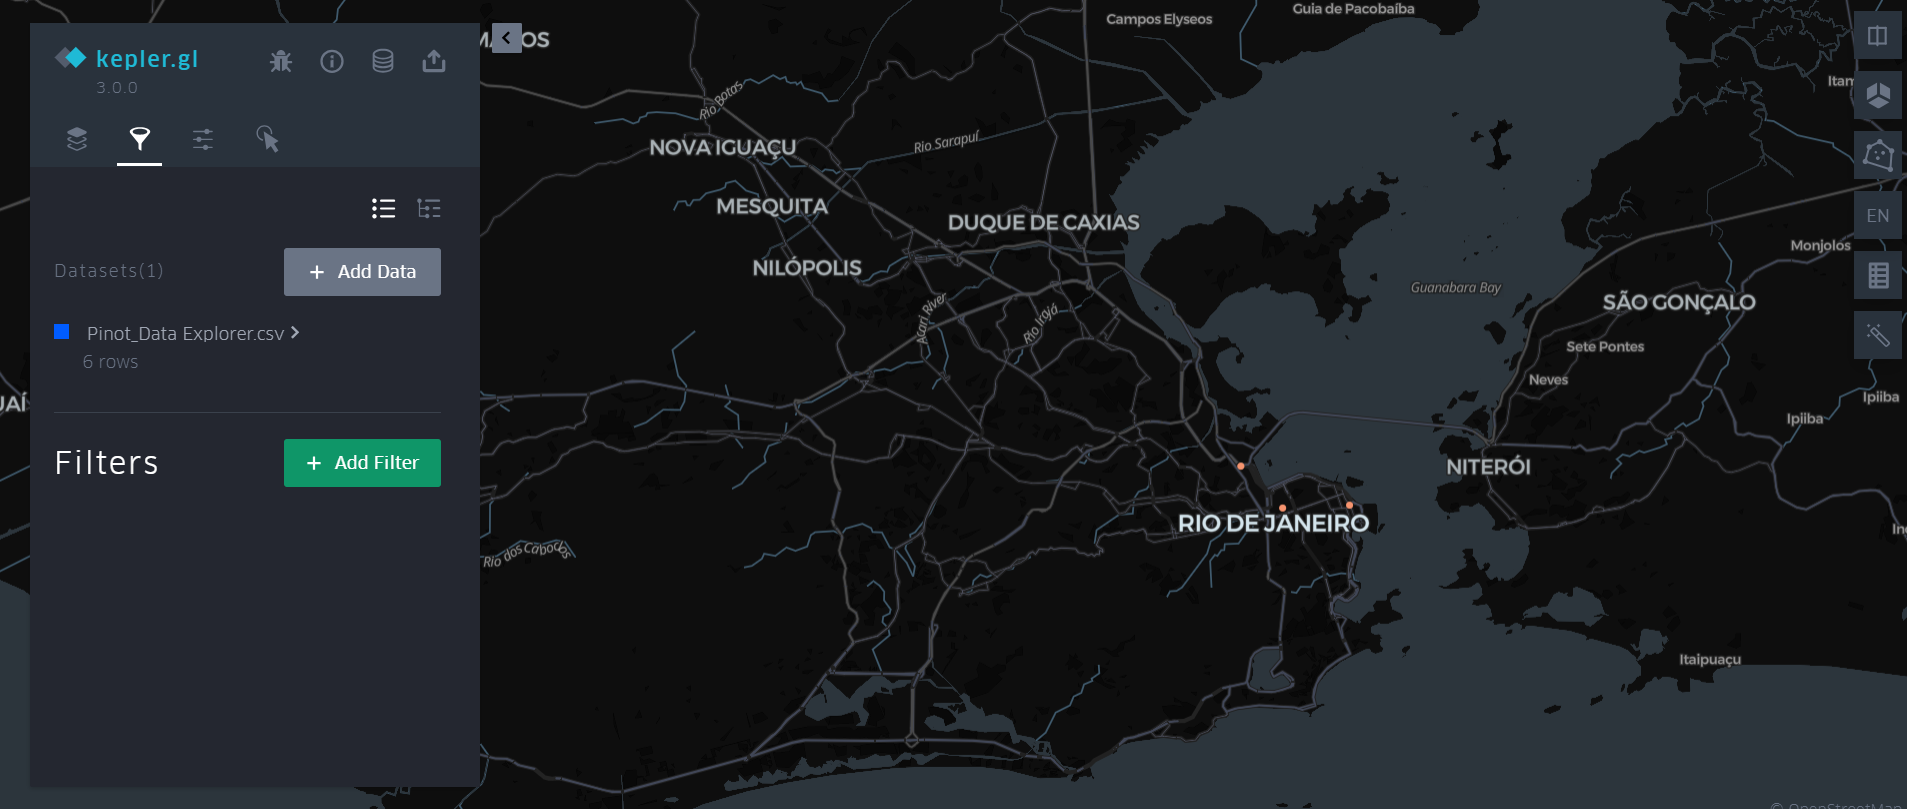 kepler.gl
3.0.0
Datasets(1)
Add Data
Pinot_Data Explorer.csv
6 rows
Filters
Add Filter
Campos Elyseos
Guia de Pacobaíba
Rio Botas
NOVA IGUAÇU
Rio Sarapuí
MESQUITA
DUQUE DE CAXIAS
NILÓPOLIS
Acari River
Rio Irajá
Guanabara Bay
Monjolos
SÃO GONÇALO
Sete Pontes
Neves
Ipiiba
Ipiiba
NITERÓI
RIO DE JANEIRO
Rio dos Caboclos
Itaipuaçu
EN
© OpenStreetMap